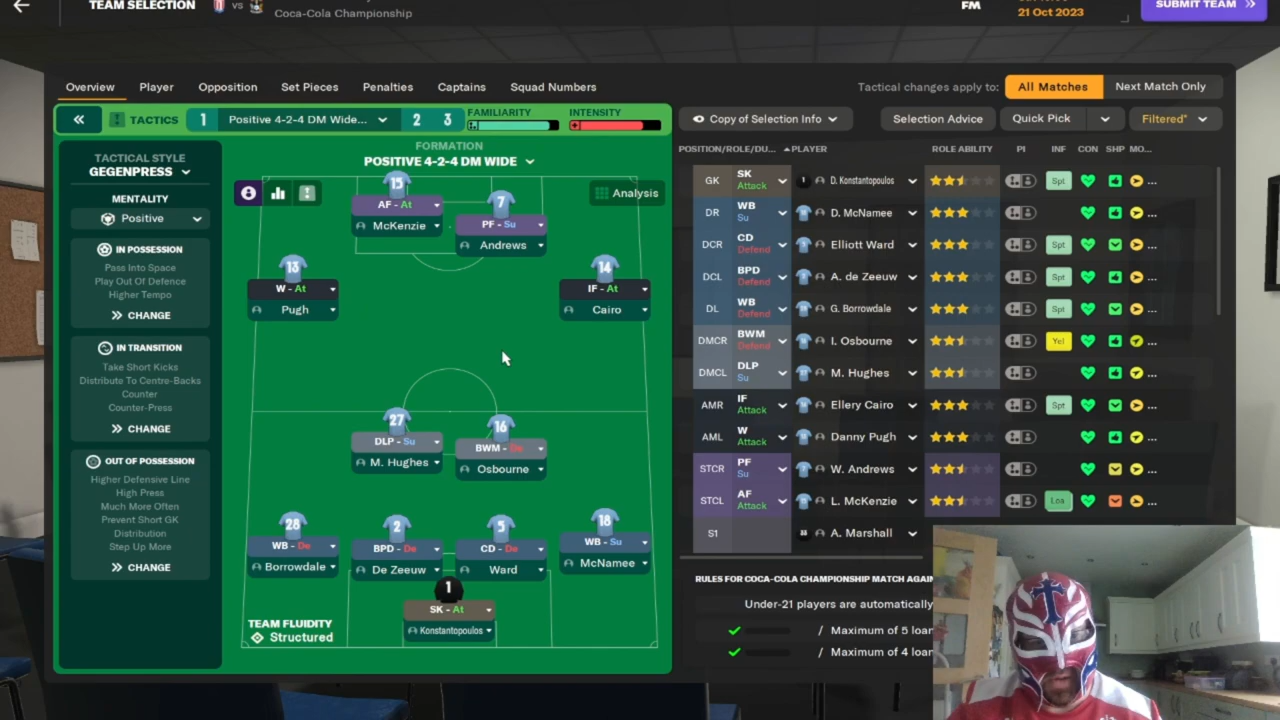 TEAM SELECTION
vs
Coca-Cola Championship
FM
21 Oct 2023
SUBMIT TEAM
Overview Player Opposition Set Pieces Penalties Captains Squad Numbers
Tactical changes apply to: All Matches Next Match Only
TACTICS 1 Positive 4-2-4 DM Wide... 2 3 FAMILIARITY INTENSITY
TACTICAL STYLE
GEGENPRESS
MENTALITY
Positive
IN POSSESSION
Pass Into Space
Play Out Of Defence
Higher Tempo
CHANGE
IN TRANSITION
Take Short Kicks
Distribute To Centre-Backs
Counter
Counter-Press
CHANGE
OUT OF POSSESSION
Higher Defensive Line
High Press
Much More Often
Prevent Short GK
Distribution
Step Up More
CHANGE
FORMATION
POSITIVE 4-2-4 DM WIDE
Analysis
15
AF - At
McKenzie
7
PF - Su
Andrews
13
W - At
Pugh
14
IF - At
Cairo
27
DLP - Su
M. Hughes
16
BWM - De
Osbourne
28
WB - De
Borrowdale
2
BPD - De
De Zeeuw
5
CD - De
Ward
18
WB - Su
McNamee
1
SK - At
Konstantopoulos
TEAM FLUIDITY
Structured
Copy of Selection Info Selection Advice Quick Pick Filtered*
POSITION/ROLE/DU... PLAYER ROLE ABILITY PI INF CON SHP MO...
GK SK Attack 1 D. Konstantopoulos Spt ...
DR WB Su D. McNamee ...
DCR CD Defend Elliott Ward Spt ...
DCL BPD Defend A. de Zeeuw Spt ...
DL WB Defend G. Borrowdale Spt ...
DMCR BWM Defend I. Osbourne Yel ...
DMCL DLP Su M. Hughes ...
AMR IF Attack Ellery Cairo Spt ...
AML W Attack Danny Pugh ...
STCR PF Su W. Andrews ...
STCL AF Attack L. McKenzie Loa ...
S1 A. Marshall
RULES FOR COCA-COLA CHAMPIONSHIP MATCH AGAIN
Under-21 players are automatically
/ Maximum of 5 loan
/ Maximum of 4 loan